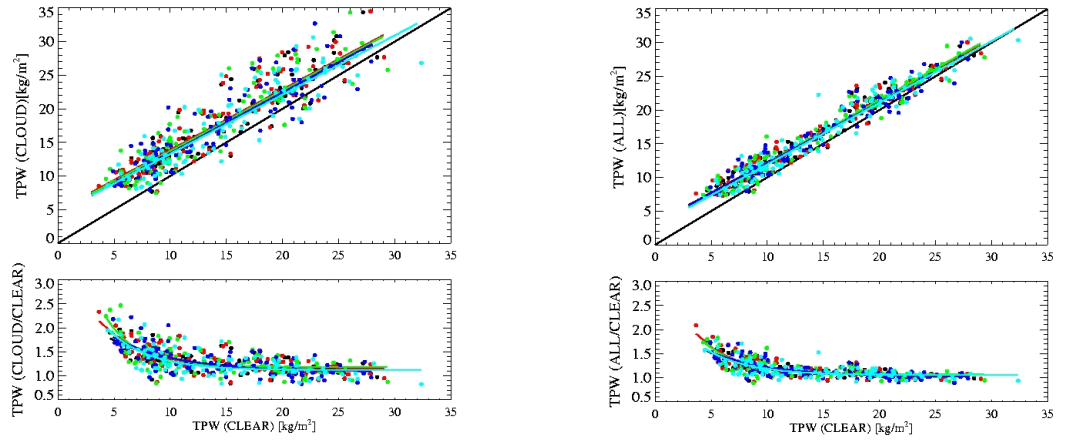 TPW (CLOUD)[kg/m²]
35
30
25
20
15
10
5
0
0 5 10 15 20 25 30 35
TPW (CLOUD/CLEAR)
3.0
2.5
2.0
1.5
1.0
0.5
0 5 10 15 20 25 30 35
TPW (CLEAR) [kg/m²]
TPW (ALL)[kg/m²]
35
30
25
20
15
10
5
0
0 5 10 15 20 25 30 35
TPW (ALL/CLEAR)
3.0
2.5
2.0
1.5
1.0
0.5
0 5 10 15 20 25 30 35
TPW (CLEAR) [kg/m²]